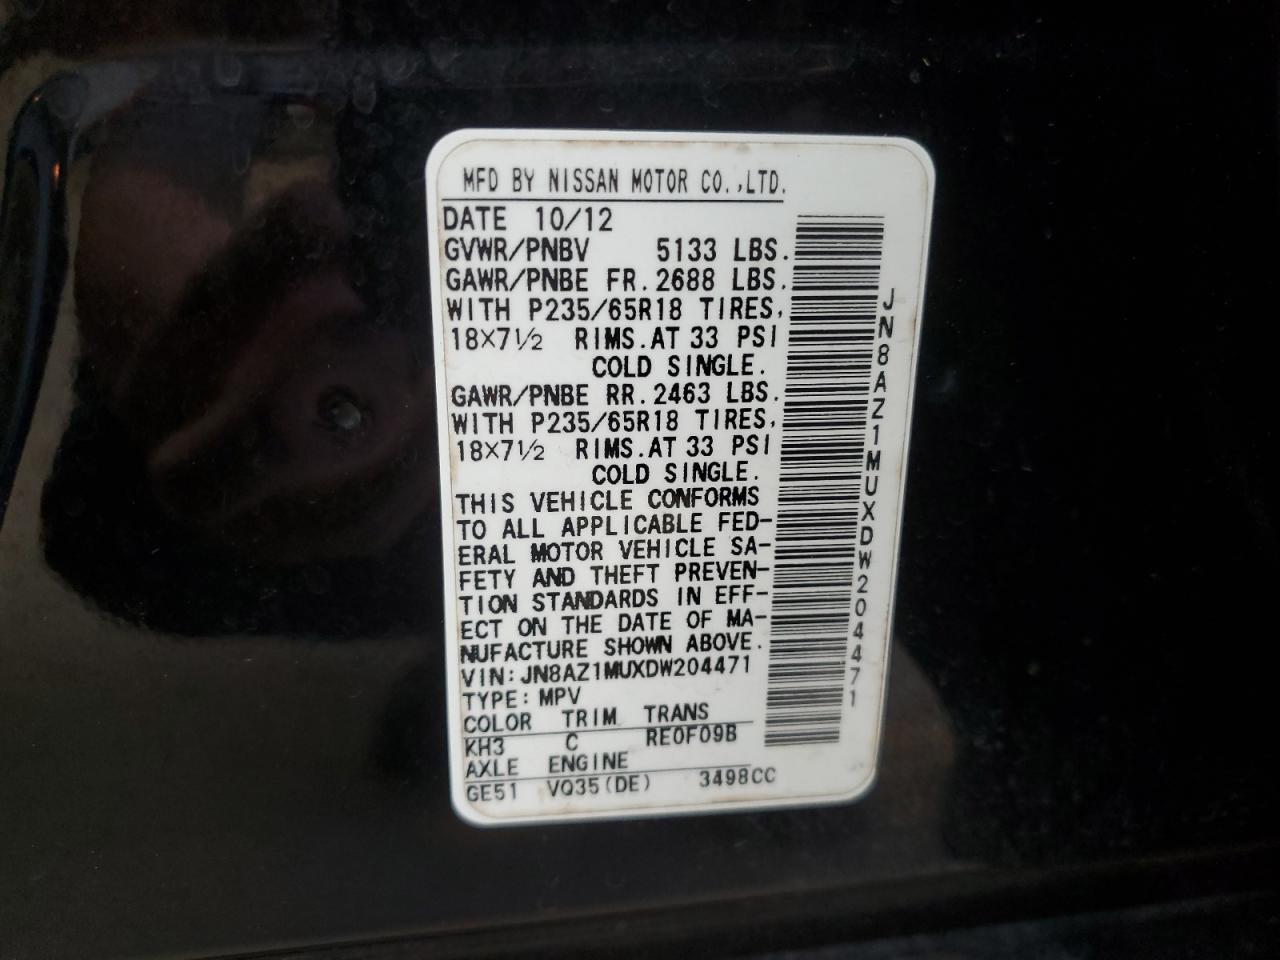 MFD BY NISSAN MOTOR CO.,LTD.
DATE 10/12
GVWR/PNBV 5133 LBS.
GAWR/PNBE FR. 2688 LBS.
WITH P235/65R18 TIRES,
18×7½ RIMS. AT 33 PSI
COLD SINGLE.
GAWR/PNBE RR. 2463 LBS.
WITH P235/65R18 TIRES,
18×7½ RIMS. AT 33 PSI
COLD SINGLE.
THIS VEHICLE CONFORMS
TO ALL APPLICABLE FED-
ERAL MOTOR VEHICLE SA-
FETY AND THEFT PREVEN-
TION STANDARDS IN EFF-
ECT ON THE DATE OF MA-
NUFACTURE SHOWN ABOVE.
VIN: JN8AZ1MUXDW204471
TYPE: MPV
COLOR TRIM TRANS
KH3 C RE0F09B
AXLE ENGINE
GE51 VQ35(DE) 3498CC
JN8AZ1MUXDW204471